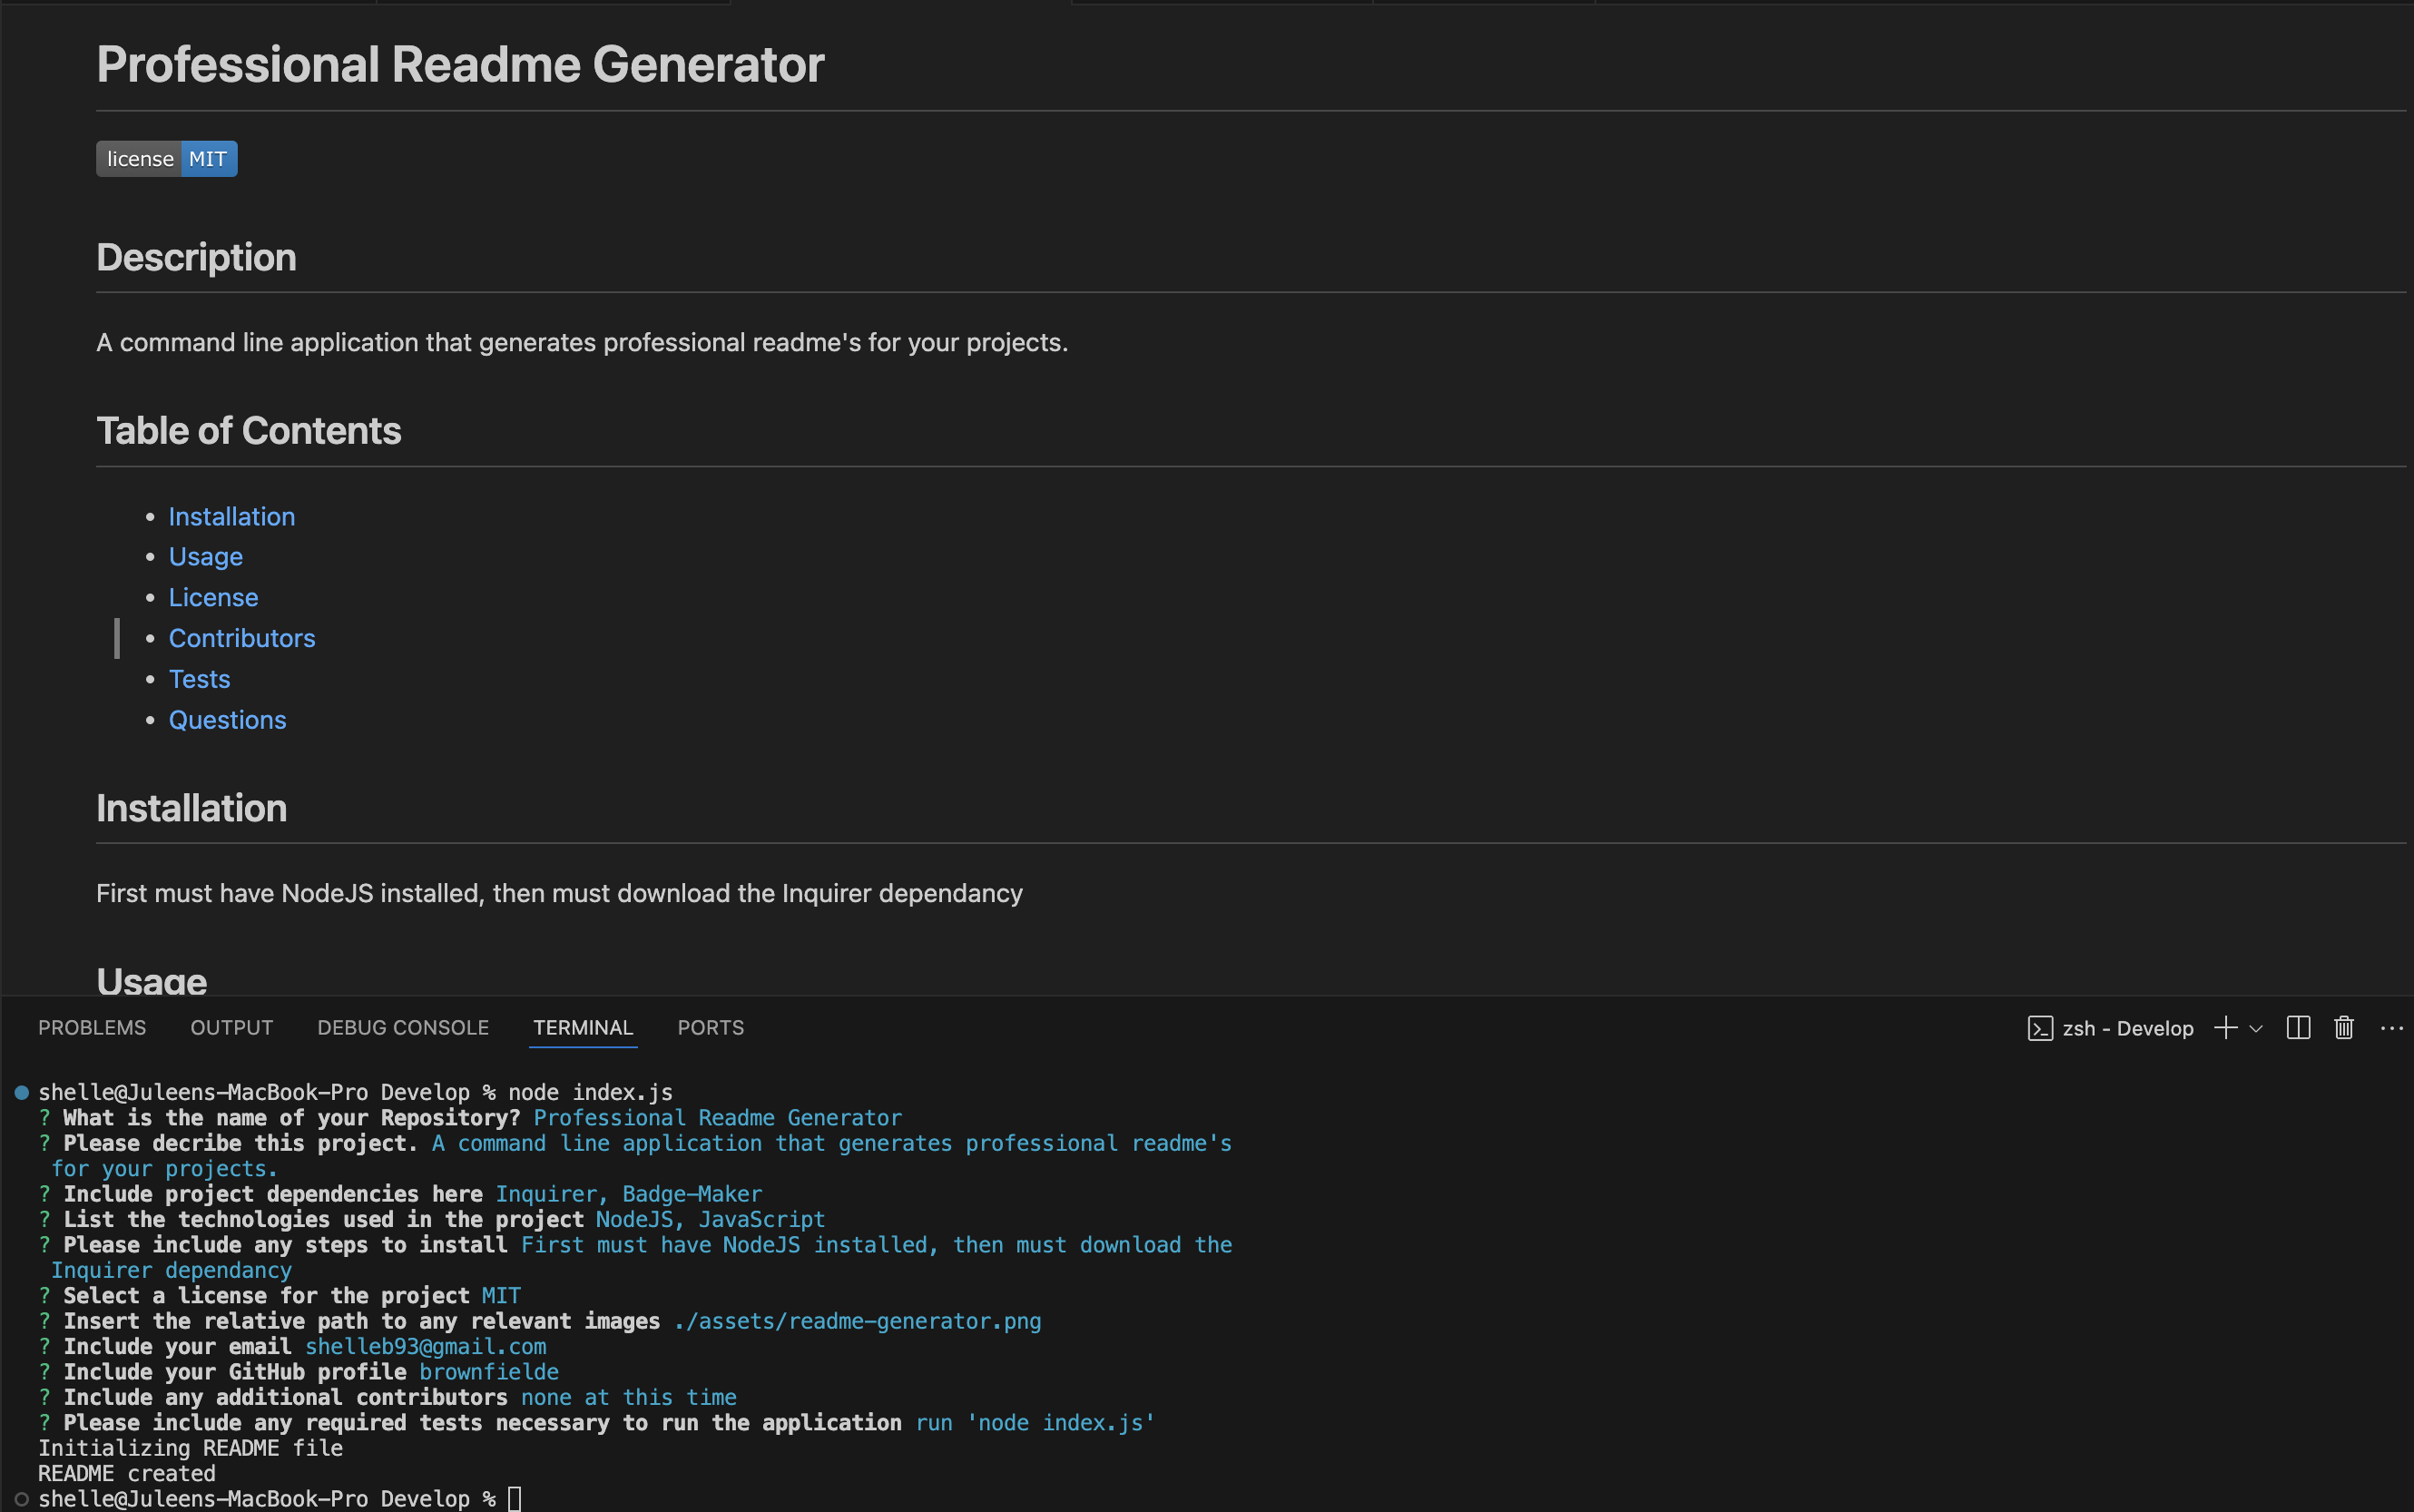 Professional Readme Generator
license MIT
Description
A command line application that generates professional readme's for your projects.
Table of Contents
• Installation
• Usage
• License
• Contributors
• Tests
• Questions
Installation
First must have NodeJS installed, then must download the Inquirer dependancy
Usage
PROBLEMS OUTPUT DEBUG CONSOLE TERMINAL PORTS zsh - Develop
shelle@Juleens-MacBook-Pro Develop % node index.js
? What is the name of your Repository? Professional Readme Generator
? Please decribe this project. A command line application that generates professional readme's
for your projects.
? Include project dependencies here Inquirer, Badge-Maker
? List the technologies used in the project NodeJS, JavaScript
? Please include any steps to install First must have NodeJS installed, then must download the
Inquirer dependancy
? Select a license for the project MIT
? Insert the relative path to any relevant images ./assets/readme-generator.png
? Include your email shelleb93@gmail.com
? Include your GitHub profile brownfielde
? Include any additional contributors none at this time
? Please include any required tests necessary to run the application run 'node index.js'
Initializing README file
README created
shelle@Juleens-MacBook-Pro Develop %